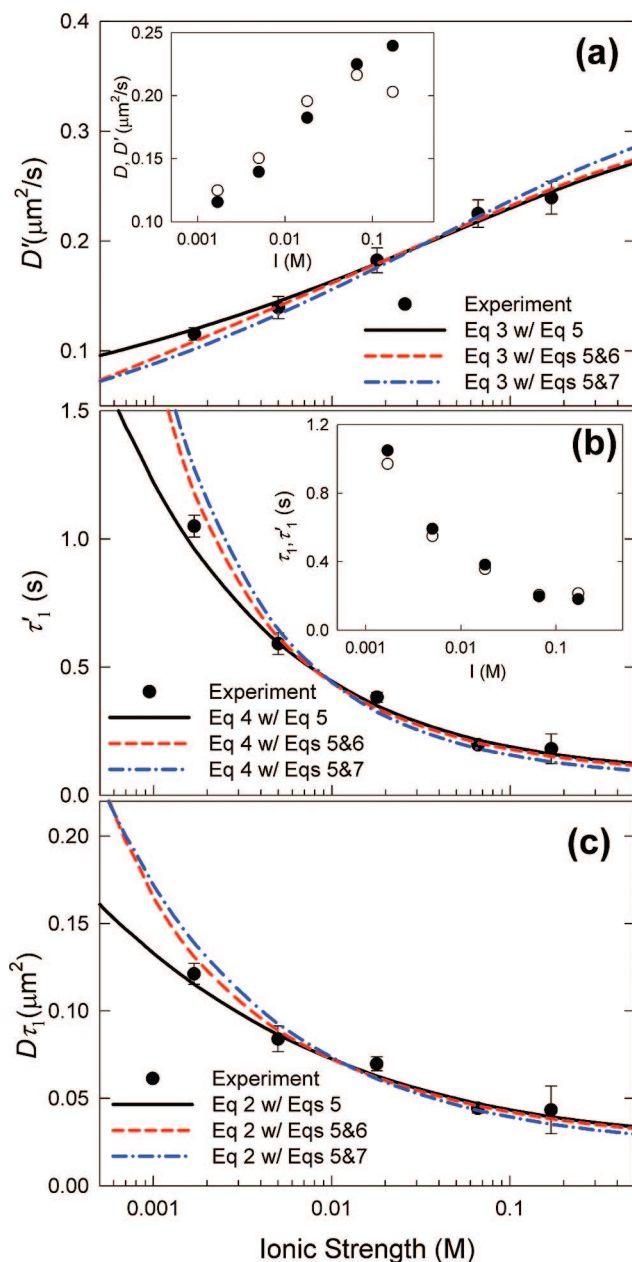 (a)
0.4
0.3
0.2
0.1
D′(μm²/s)
0.25
0.20
0.15
0.10
D, D′ (μm²/s)
0.001 0.01 0.1
I (M)
Experiment
Eq 3 w/ Eq 5
Eq 3 w/ Eqs 5&6
Eq 3 w/ Eqs 5&7
(b)
1.5
1.0
0.5
0.0
τ′₁ (s)
1.2
0.8
0.4
0.0
τ₁, τ′₁ (s)
0.001 0.01 0.1
I (M)
Experiment
Eq 4 w/ Eq 5
Eq 4 w/ Eqs 5&6
Eq 4 w/ Eqs 5&7
(c)
0.20
0.15
0.10
0.05
0.00
Dτ₁(μm²)
Experiment
Eq 2 w/ Eqs 5
Eq 2 w/ Eqs 5&6
Eq 2 w/ Eqs 5&7
0.001 0.01 0.1
Ionic Strength (M)